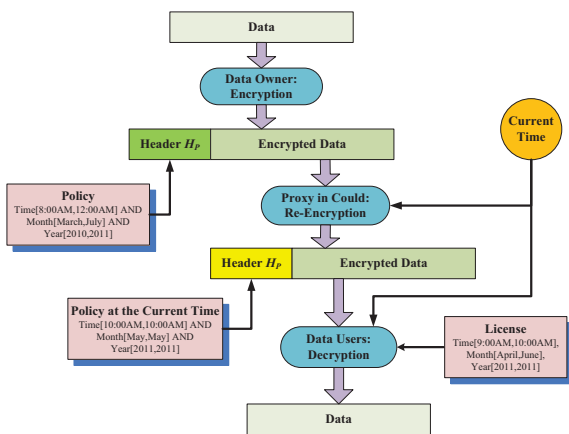 Data
Data Owner:
Encryption
Current
Time
Header HP
Encrypted Data
Policy
Time[8:00AM,12:00AM] AND
Month[March,July] AND
Year[2010,2011]
Proxy in Could:
Re-Encryption
Header HP
Encrypted Data
Policy at the Current Time
Time[10:00AM,10:00AM] AND
Month[May,May] AND
Year[2011,2011]
Data Users:
Decryption
License
Time[9:00AM,10:00AM],
Month[April,June],
Year[2011,2011]
Data